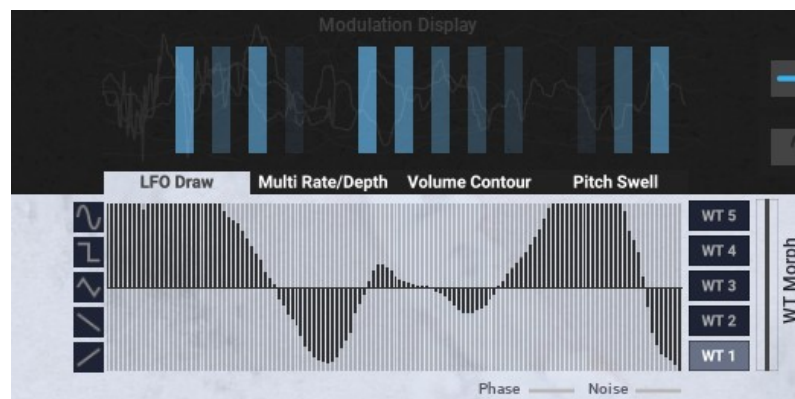 Modulation Display
LFO Draw Multi Rate/Depth Volume Contour Pitch Swell
WT 5
WT 4
WT 3
WT 2
WT 1
WT Morph
Phase Noise